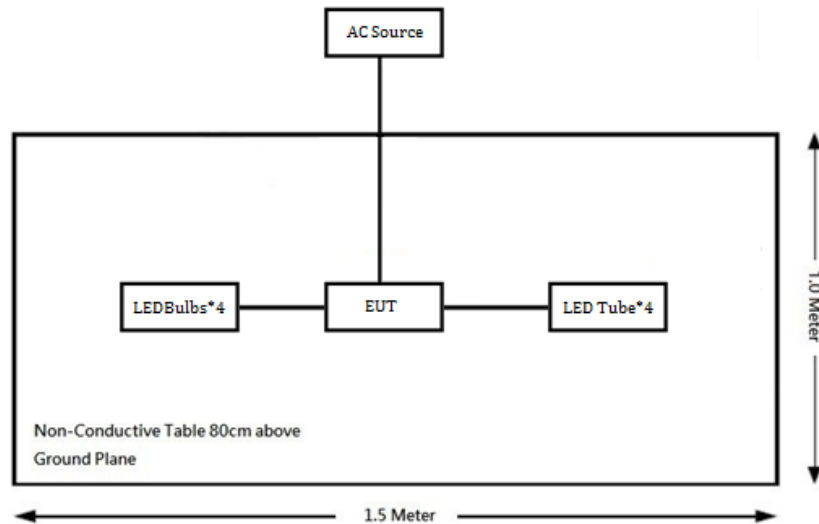 AC Source
LEDBulbs*4
EUT
LED Tube*4
1.0 Meter
Non-Conductive Table 80cm above
Ground Plane
1.5 Meter